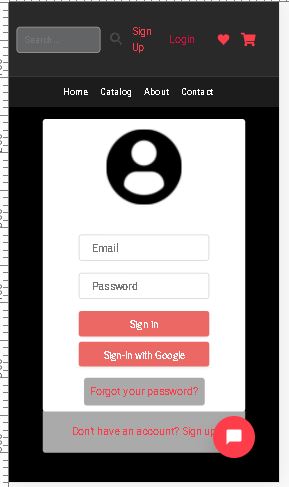 Search...
Sign
Up
Login
Home Catalog About Contact
Email
Password
Sign in
Sign-In with Google
Forgot your password?
Don't have an account? Sign up